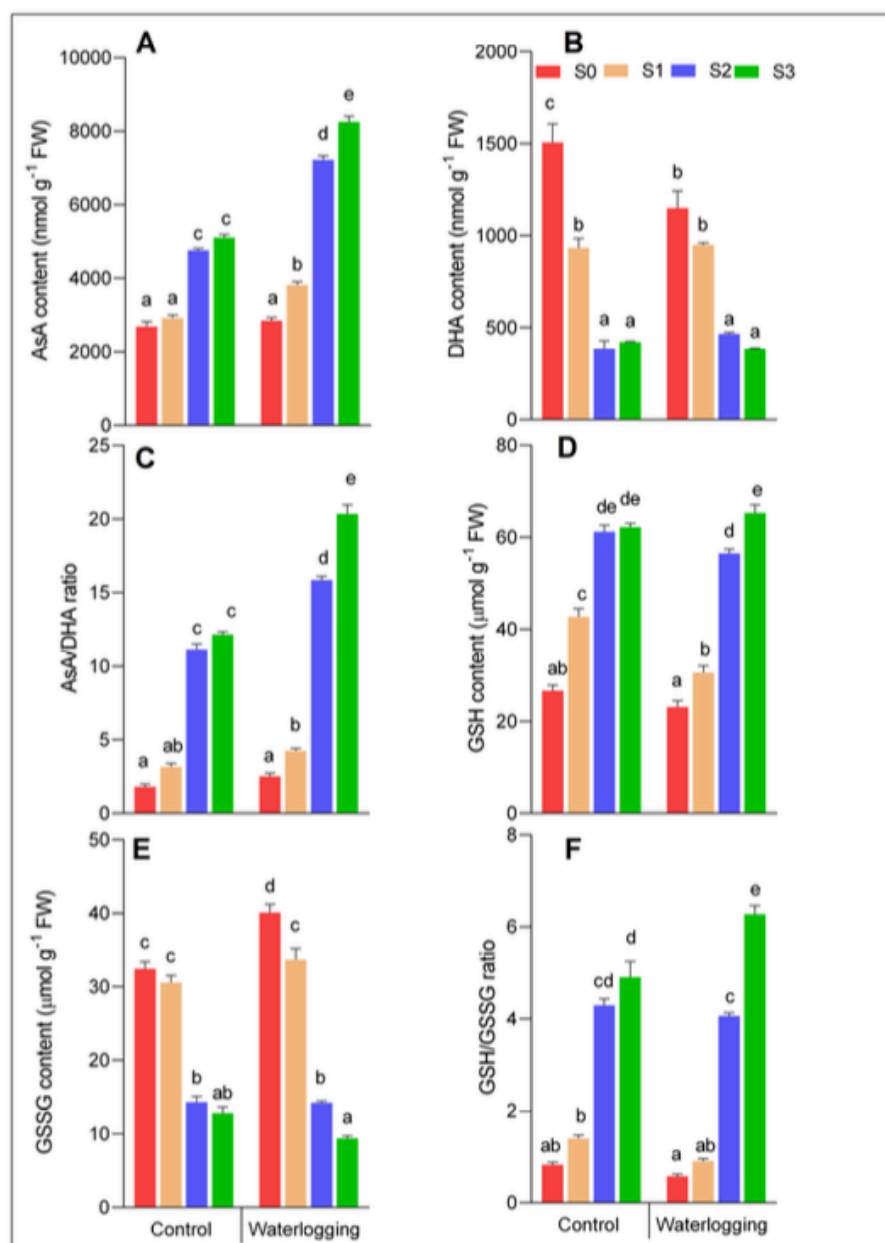 A
AsA content (nmol g⁻¹ FW)
10000
8000
6000
4000
2000
0
a a c c a b d e
B
S0 S1 S2 S3
DHA content (nmol g⁻¹ FW)
2000
1500
1000
500
0
c b a a b b a a
C
AsA/DHA ratio
25
20
15
10
5
0
a ab c c a b d e
D
GSH content (μmol g⁻¹ FW)
80
60
40
20
0
ab c de de a b d e
E
GSSG content (μmol g⁻¹ FW)
50
40
30
20
10
0
c c b ab d c b a
Control Waterlogging
F
GSH/GSSG ratio
8
6
4
2
0
ab b cd d a ab c e
Control Waterlogging